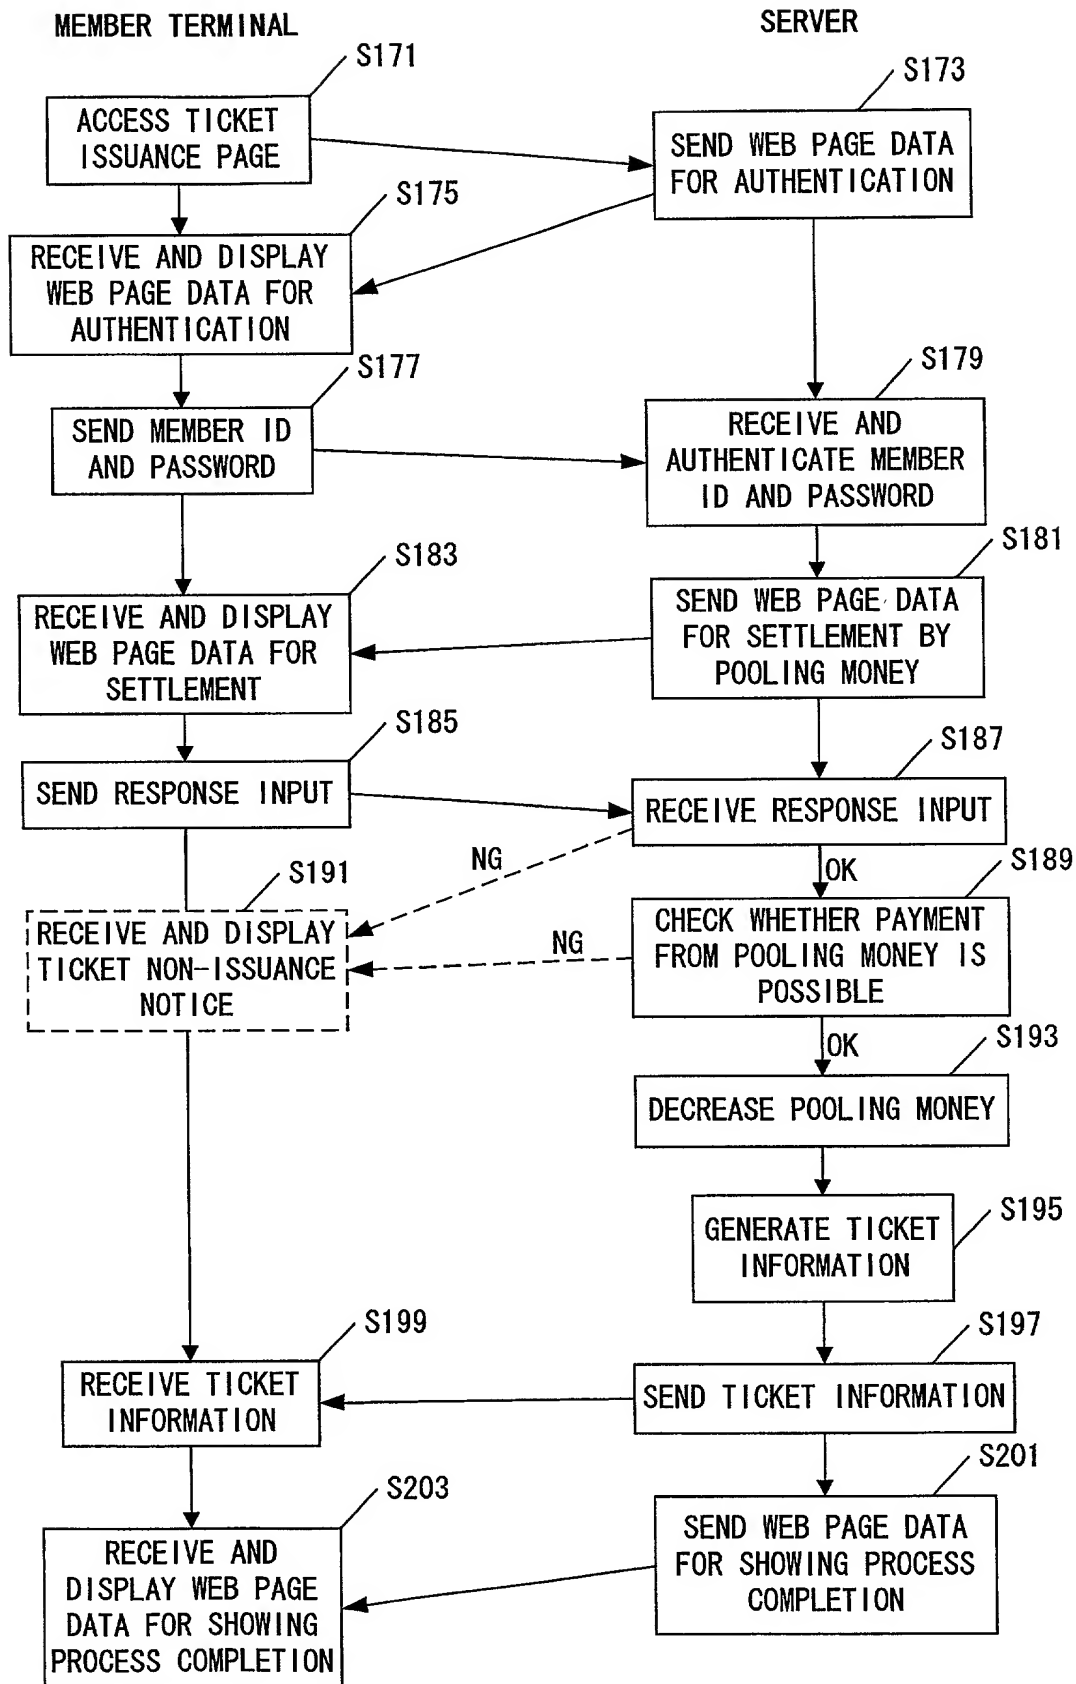 MEMBER TERMINAL
SERVER
S171
ACCESS TICKET
ISSUANCE PAGE
S173
SEND WEB PAGE DATA
FOR AUTHENTICATION
S175
RECEIVE AND DISPLAY
WEB PAGE DATA FOR
AUTHENTICATION
S177
SEND MEMBER ID
AND PASSWORD
S179
RECEIVE AND
AUTHENTICATE MEMBER
ID AND PASSWORD
S181
SEND WEB PAGE DATA
FOR SETTLEMENT BY
POOLING MONEY
S183
RECEIVE AND DISPLAY
WEB PAGE DATA FOR
SETTLEMENT
S185
SEND RESPONSE INPUT
S187
RECEIVE RESPONSE INPUT
NG
OK
S189
CHECK WHETHER PAYMENT
FROM POOLING MONEY IS
POSSIBLE
S191
RECEIVE AND DISPLAY
TICKET NON-ISSUANCE
NOTICE
NG
OK
S193
DECREASE POOLING MONEY
S195
GENERATE TICKET
INFORMATION
S197
SEND TICKET INFORMATION
S199
RECEIVE TICKET
INFORMATION
S201
SEND WEB PAGE DATA
FOR SHOWING PROCESS
COMPLETION
S203
RECEIVE AND
DISPLAY WEB PAGE
DATA FOR SHOWING
PROCESS COMPLETION